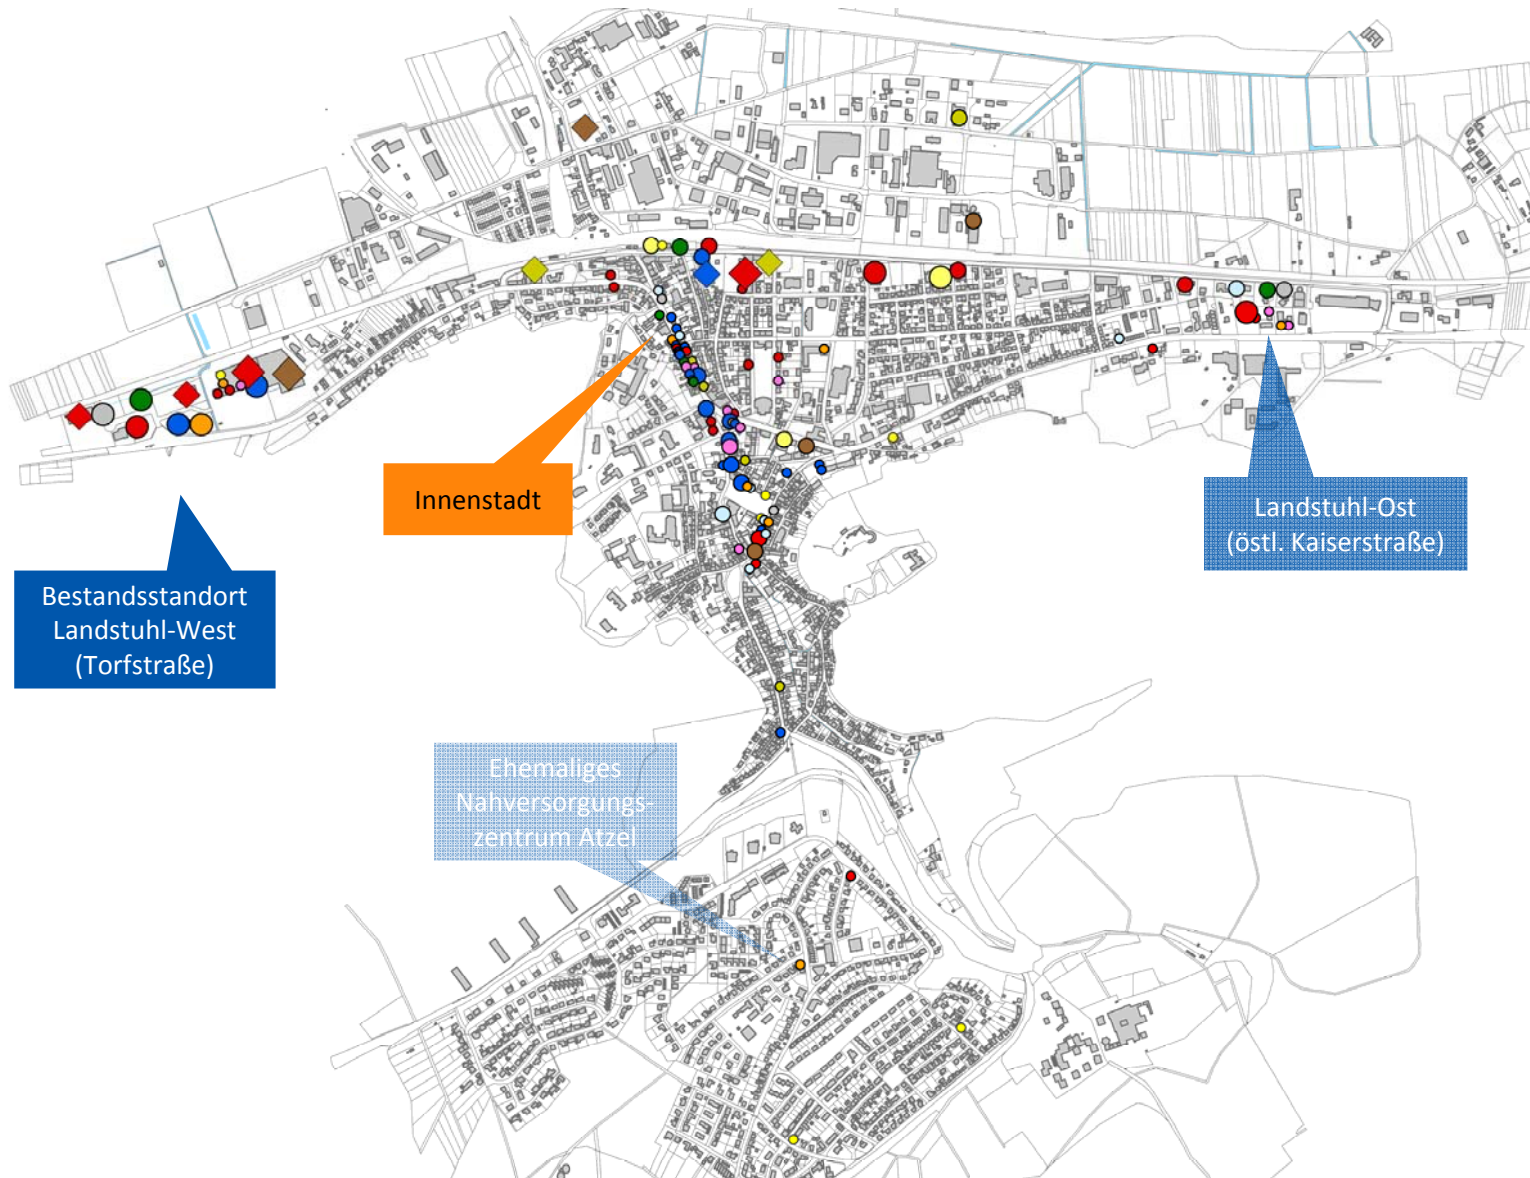 Innenstadt
Landstuhl-Ost
(östl. Kaiserstraße)
Bestandsstandort
Landstuhl-West
(Torfstraße)
Ehemaliges
Nahversorgungs-
zentrum Atzel